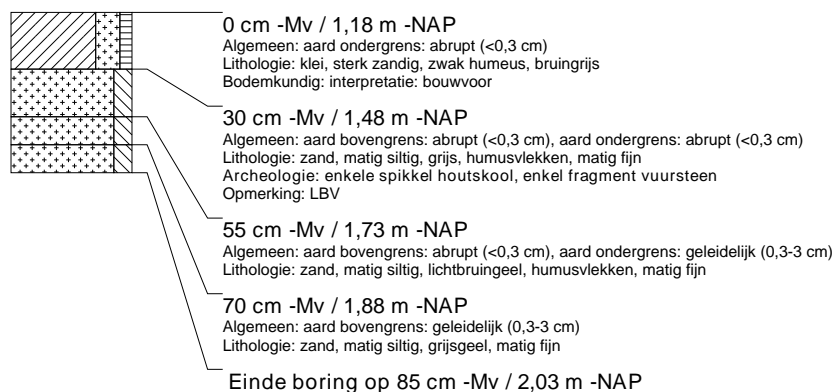 0 cm -Mv / 1,18 m -NAP
Algemeen: aard ondergrens: abrupt (<0,3 cm)
Lithologie: klei, sterk zandig, zwak humeus, bruingrijs
Bodemkundig: interpretatie: bouwvoor
30 cm -Mv / 1,48 m -NAP
Algemeen: aard bovengrens: abrupt (<0,3 cm), aard ondergrens: abrupt (<0,3 cm)
Lithologie: zand, matig siltig, grijs, humusvlekken, matig fijn
Archeologie: enkele spikkel houtskool, enkel fragment vuursteen
Opmerking: LBV
55 cm -Mv / 1,73 m -NAP
Algemeen: aard bovengrens: abrupt (<0,3 cm), aard ondergrens: geleidelijk (0,3-3 cm)
Lithologie: zand, matig siltig, lichtbruingeel, humusvlekken, matig fijn
70 cm -Mv / 1,88 m -NAP
Algemeen: aard bovengrens: geleidelijk (0,3-3 cm)
Lithologie: zand, matig siltig, grijsgeel, matig fijn
Einde boring op 85 cm -Mv / 2,03 m -NAP